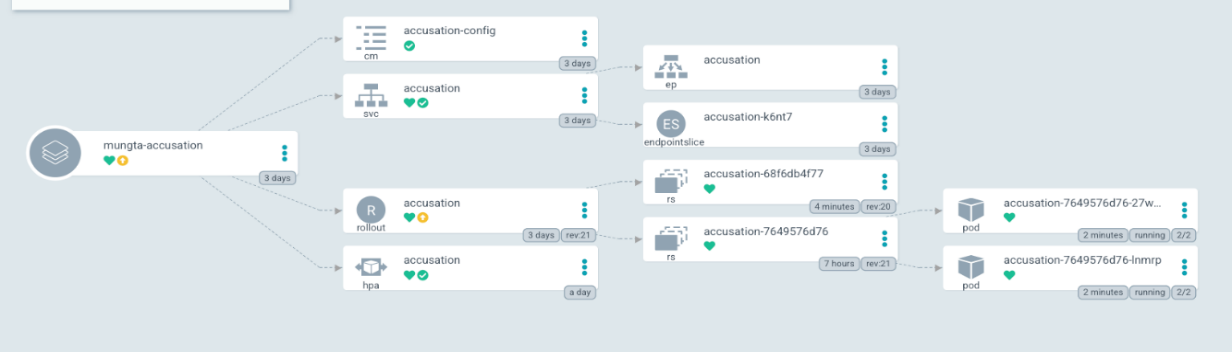 mungta-accusation
3 days
accusation-config
cm
3 days
accusation
svc
3 days
R
accusation
rollout
3 days
rev:21
accusation
hpa
a day
accusation
ep
3 days
ES
accusation-k6nt7
endpointslice
3 days
accusation-68f6db4f77
rs
4 minutes
rev:20
accusation-7649576d76
rs
7 hours
rev:21
accusation-7649576d76-27w...
pod
2 minutes
running
2/2
accusation-7649576d76-lnmrp
pod
2 minutes
running
2/2